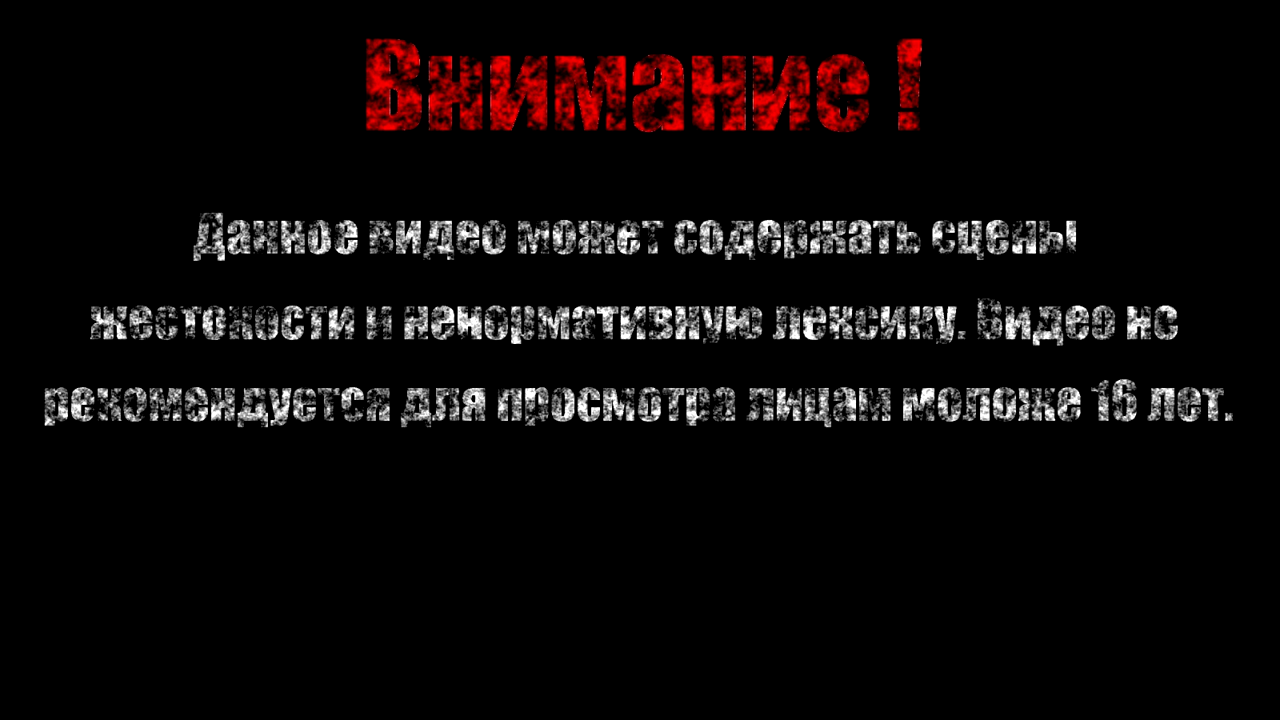 Внимание !
Данное видео может содержать сцены
жестокости и ненормативную лексику. Видео не
рекомендуется для просмотра лицам моложе 16 лет.